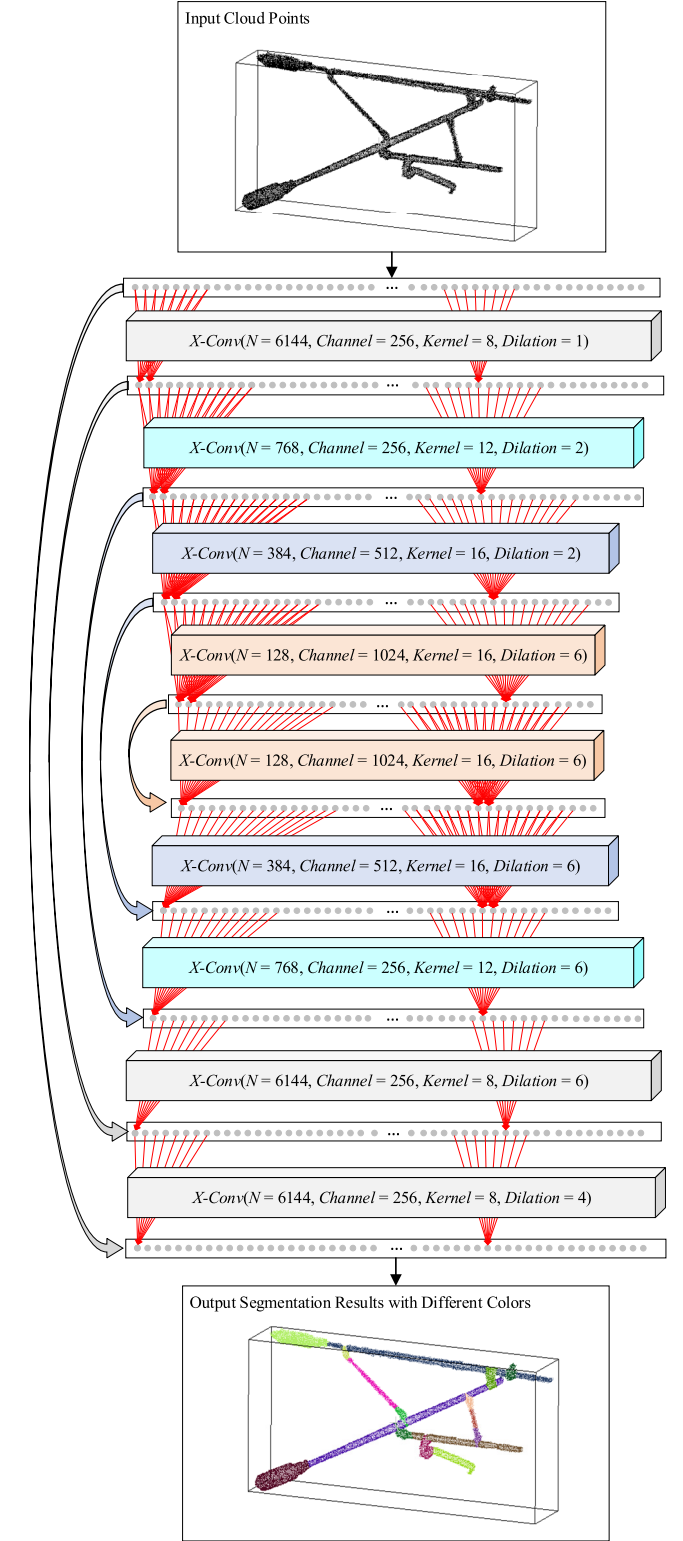 Input Cloud Points
...
X-Conv(N = 6144, Channel = 256, Kernel = 8, Dilation = 1)
...
X-Conv(N = 768, Channel = 256, Kernel = 12, Dilation = 2)
...
X-Conv(N = 384, Channel = 512, Kernel = 16, Dilation = 2)
...
X-Conv(N = 128, Channel = 1024, Kernel = 16, Dilation = 6)
...
X-Conv(N = 128, Channel = 1024, Kernel = 16, Dilation = 6)
...
X-Conv(N = 384, Channel = 512, Kernel = 16, Dilation = 6)
...
X-Conv(N = 768, Channel = 256, Kernel = 12, Dilation = 6)
...
X-Conv(N = 6144, Channel = 256, Kernel = 8, Dilation = 6)
...
X-Conv(N = 6144, Channel = 256, Kernel = 8, Dilation = 4)
...
Output Segmentation Results with Different Colors